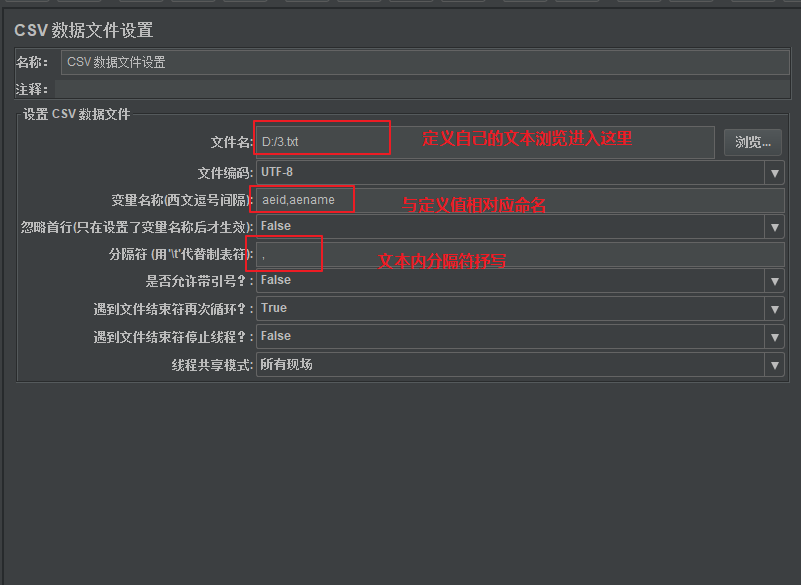 CSV 数据文件设置
名称： CSV 数据文件设置
注释：
设置 CSV 数据文件
文件名: D:/3.txt 浏览... 定义自己的文本浏览进入这里
文件编码: UTF-8
变量名称(西文逗号间隔): aeid,aename 与定义值相对应命名
忽略首行(只在设置了变量名称后才生效): False
分隔符 (用'\t'代替制表符): , 文本内分隔符抒写
是否允许带引号?: False
遇到文件结束符再次循环?: True
遇到文件结束符停止线程?: False
线程共享模式: 所有现场